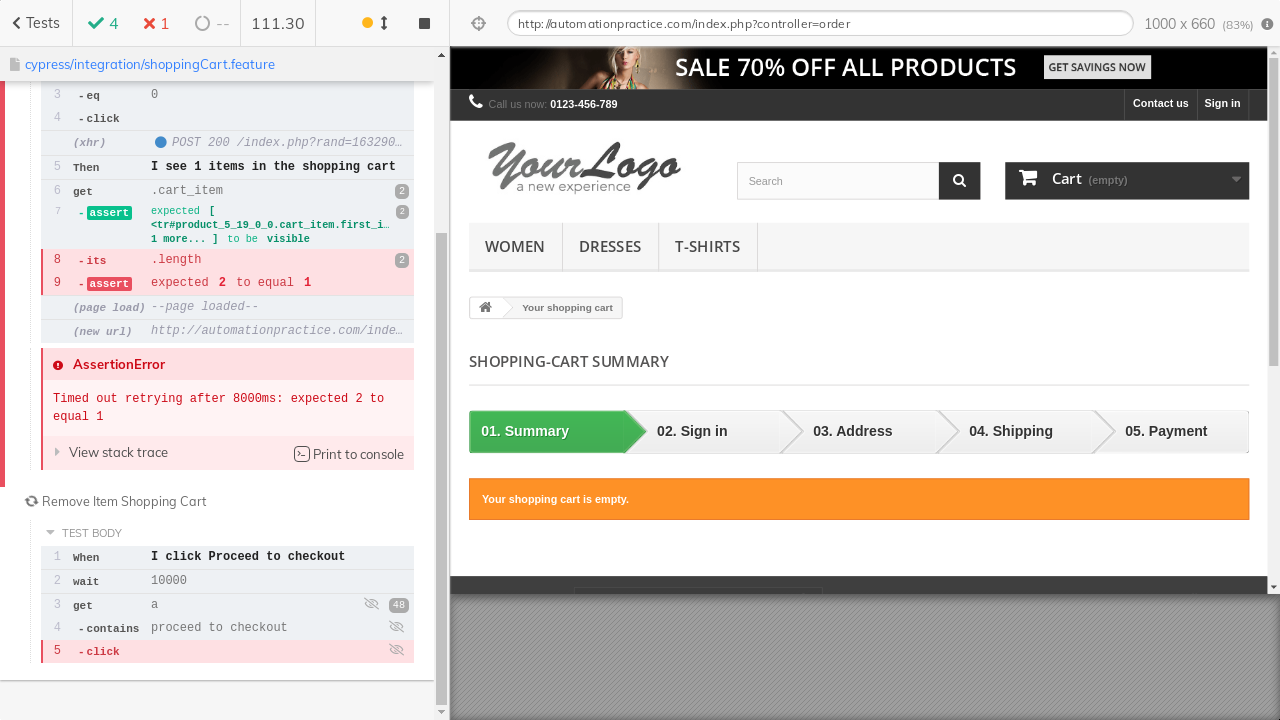 Tests
4
1
--
111.30
http://automationpractice.com/index.php?controller=order
1000 x 660 (83%)
cypress/integration/shoppingCart.feature
3 -eq 0
4 -click
(xhr) POST 200 /index.php?rand=163290…
5 Then I see 1 items in the shopping cart
6 get .cart_item 2
7 -assert expected [ 2
<tr#product_5_19_0_0.cart_item.first_i…
1 more... ] to be visible
8 -its .length 2
9 -assert expected 2 to equal 1
(page load) --page loaded--
(new url) http://automationpractice.com/inde…
AssertionError
Timed out retrying after 8000ms: expected 2 to
equal 1
View stack trace
Print to console
Remove Item Shopping Cart
TEST BODY
1 When I click Proceed to checkout
2 wait 10000
3 get a 48
4 -contains proceed to checkout
5 -click
SALE 70% OFF ALL PRODUCTS GET SAVINGS NOW
Call us now: 0123-456-789
Contact us
Sign in
YourLogo
a new experience
Search
Cart (empty)
WOMEN
DRESSES
T-SHIRTS
Your shopping cart
SHOPPING-CART SUMMARY
01. Summary
02. Sign in
03. Address
04. Shipping
05. Payment
Your shopping cart is empty.